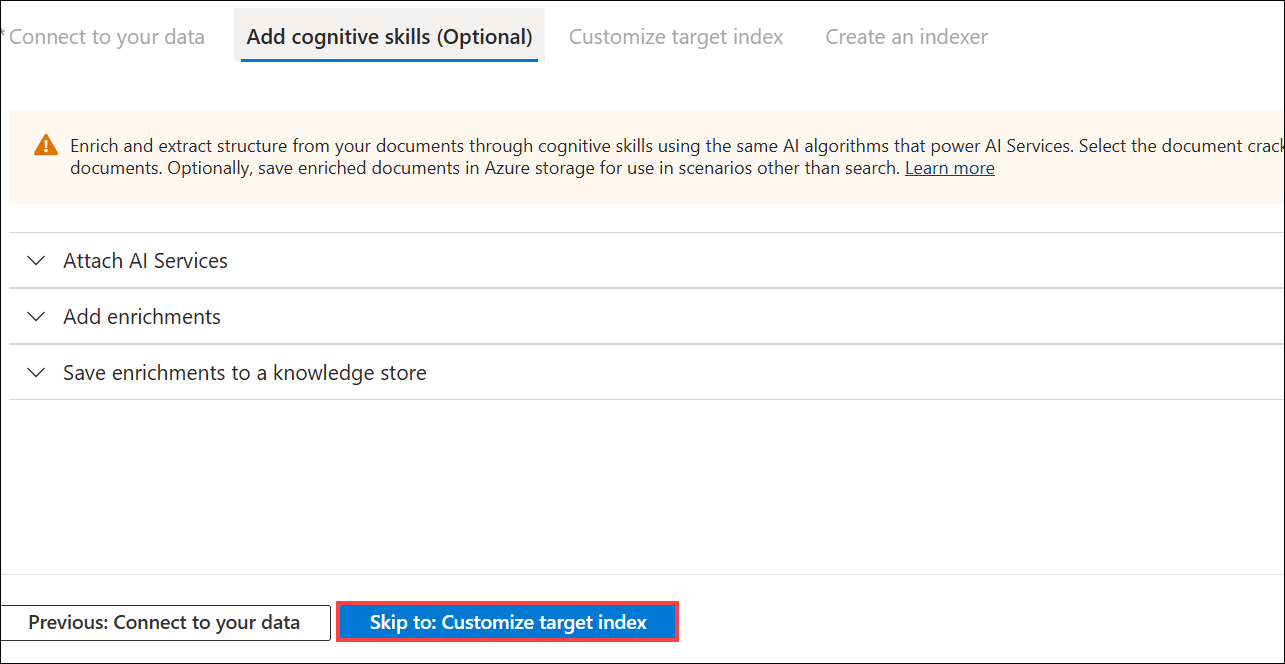 * Connect to your data
Add cognitive skills (Optional)
Customize target index
Create an indexer
Enrich and extract structure from your documents through cognitive skills using the same AI algorithms that power AI Services. Select the document crack
documents. Optionally, save enriched documents in Azure storage for use in scenarios other than search. Learn more
Attach AI Services
Add enrichments
Save enrichments to a knowledge store
Previous: Connect to your data
Skip to: Customize target index